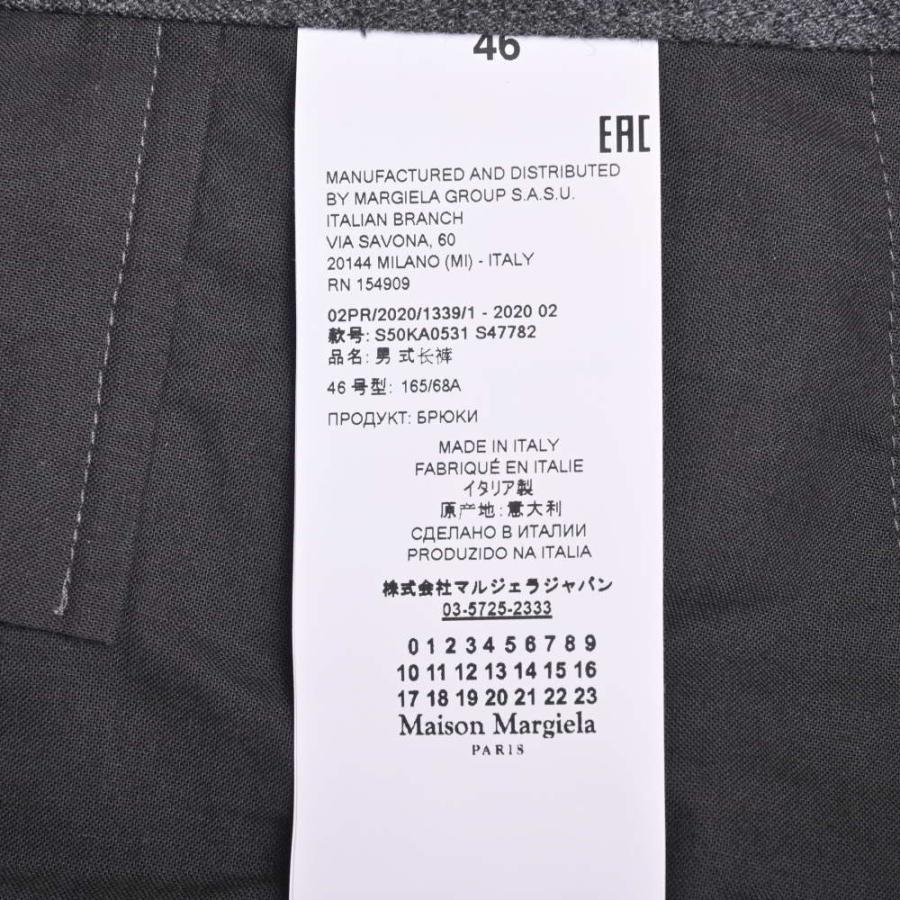 46
EAC
MANUFACTURED AND DISTRIBUTED
BY MARGIELA GROUP S.A.S.U.
ITALIAN BRANCH
VIA SAVONA, 60
20144 MILANO (MI) - ITALY
RN 154909
02PR/2020/1339/1 - 2020 02
款号: S50KA0531 S47782
品名: 男 式长裤
46 号型: 165/68A
ПРОДУКТ: БРЮКИ
MADE IN ITALY
FABRIQUÉ EN ITALIE
イタリア製
原产地: 意大利
СДЕЛАНО В ИТАЛИИ
PRODUZIDO NA ITALIA
株式会社マルジェラジャパン
03-5725-2333
0 1 2 3 4 5 6 7 8 9
10 11 12 13 14 15 16
17 18 19 20 21 22 23
Maison Margiela
PARIS